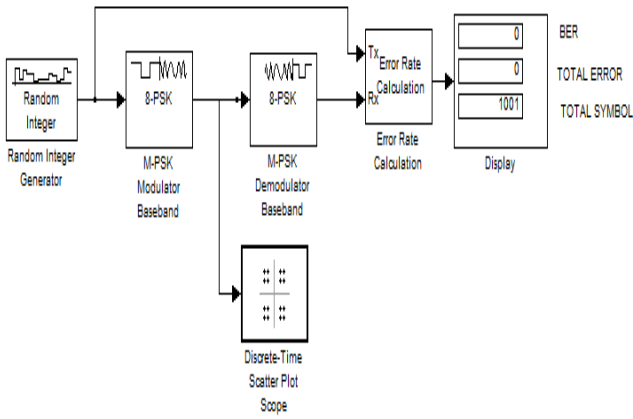 Random
Integer
Random Integer
Generator
8-PSK
M-PSK
Modulator
Baseband
8-PSK
M-PSK
Demodulator
Baseband
Tx
Rx
Error Rate
Calculation
Error Rate
Calculation
0
0
1001
Display
BER
TOTAL ERROR
TOTAL SYMBOL
Discrete-Time
Scatter Plot
Scope